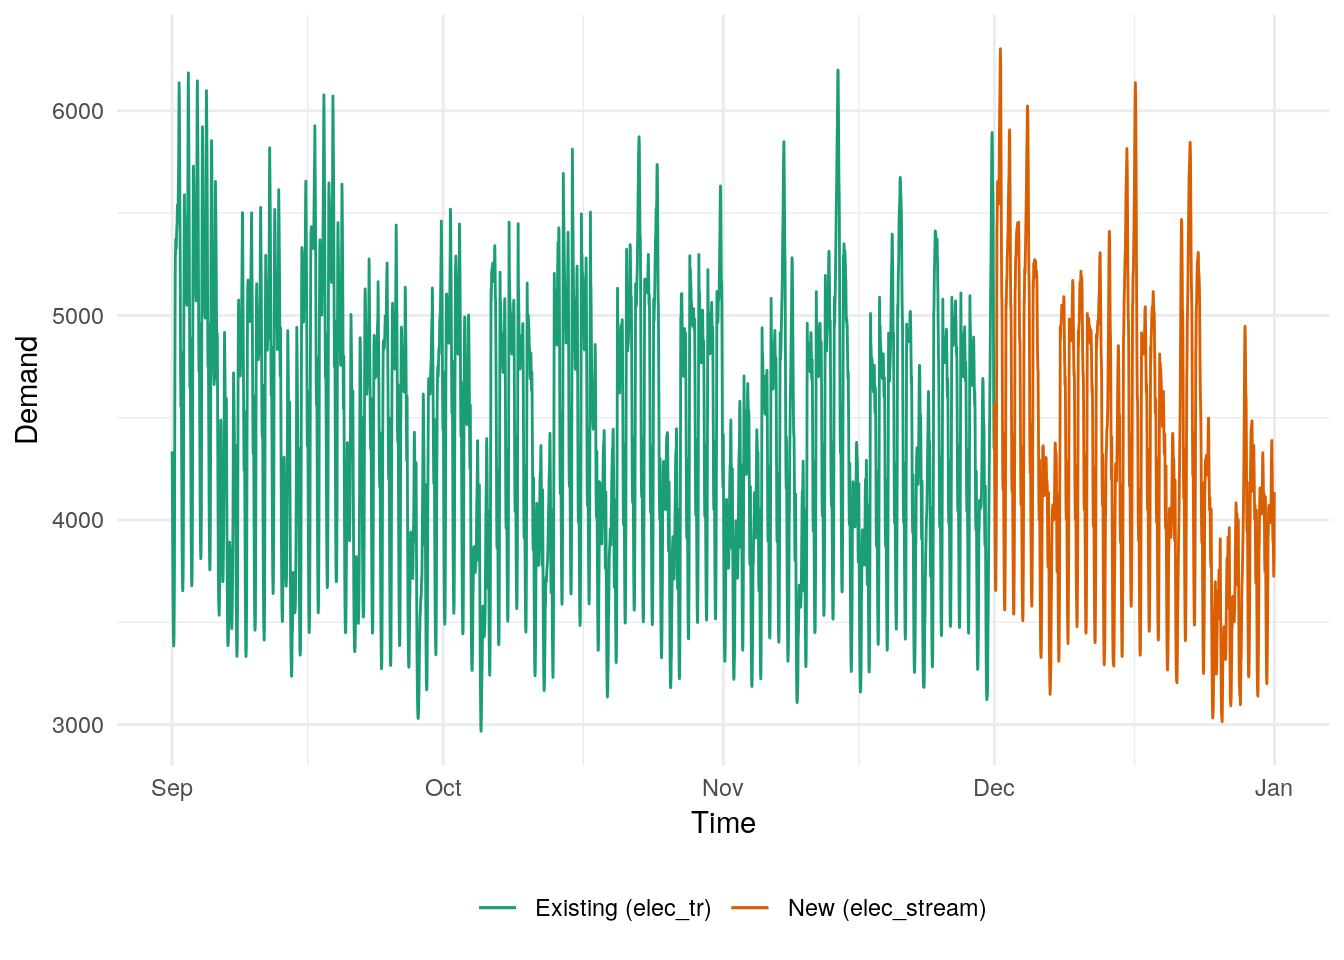 6000
5000
4000
3000
Demand
Sep Oct Nov Dec Jan
Time
Existing (elec_tr) New (elec_stream)